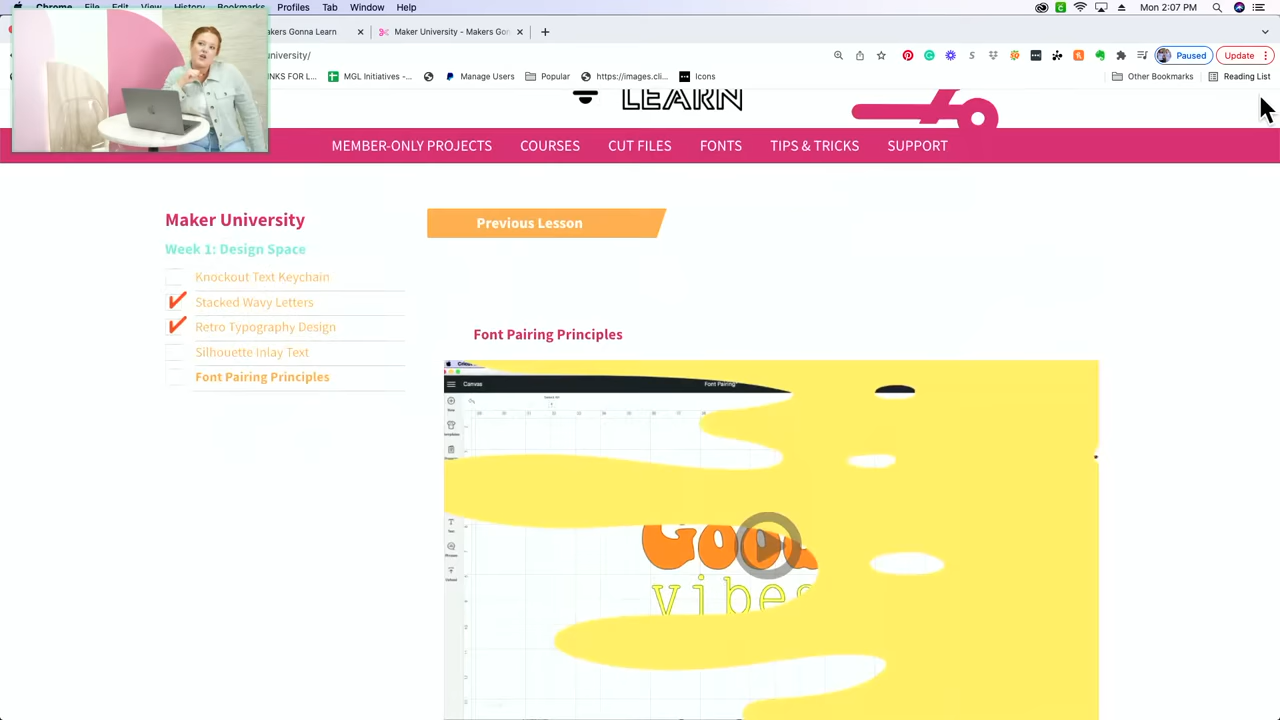 Chrome File Edit View History Bookmarks Profiles Tab Window Help
Mon 2:07 PM
akers Gonna Learn
Maker University - Makers Gon
university/
Paused
Update
INKS FOR L...
MGL Initiatives -...
Manage Users
Popular
https://images.cli...
Icons
Other Bookmarks
Reading List
LEARN
MEMBER-ONLY PROJECTS COURSES CUT FILES FONTS TIPS & TRICKS SUPPORT
Maker University
Week 1: Design Space
Knockout Text Keychain
Stacked Wavy Letters
Retro Typography Design
Silhouette Inlay Text
Font Pairing Principles
Previous Lesson
Font Pairing Principles
Canvas
Font Pairing
Good
vibes